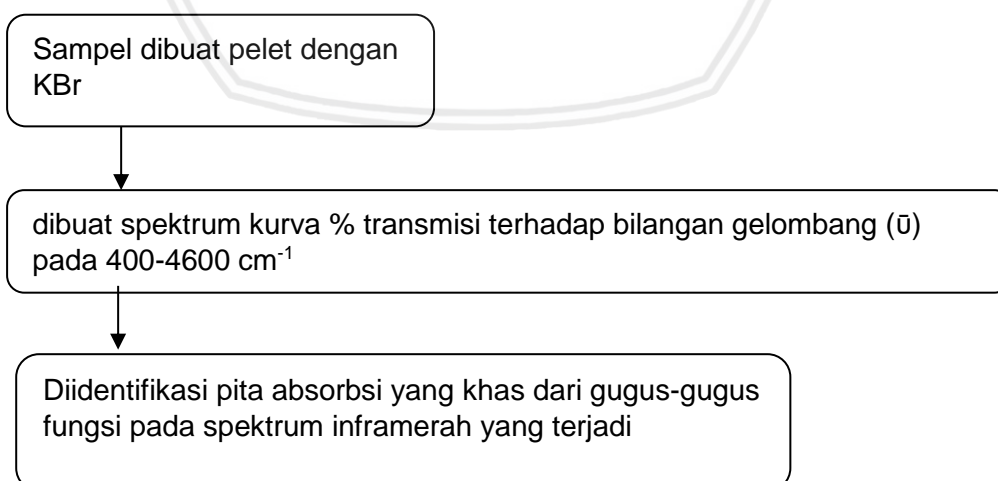 Sampel dibuat pelet dengan
KBr
dibuat spektrum kurva % transmisi terhadap bilangan gelombang (ῡ)
pada 400-4600 cm⁻¹
Diidentifikasi pita absorbsi yang khas dari gugus-gugus
fungsi pada spektrum inframerah yang terjadi